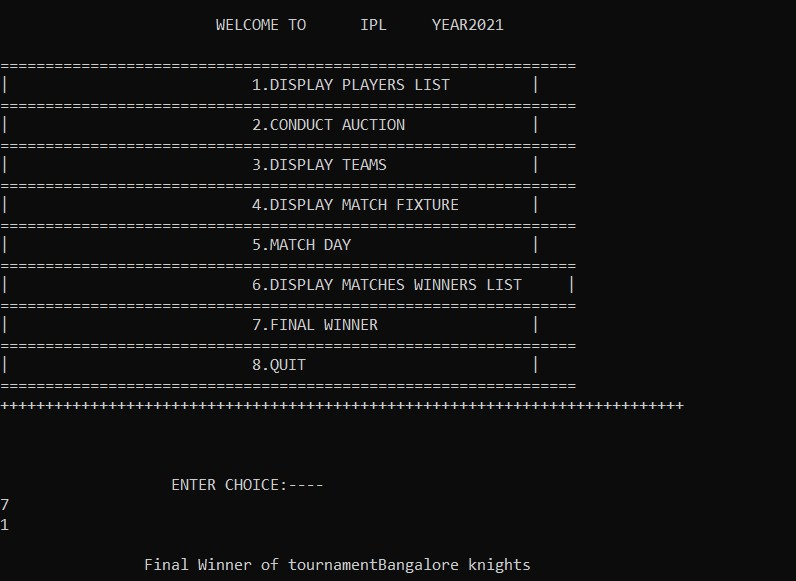 WELCOME TO      IPL     YEAR2021
================================================================
|                           1.DISPLAY PLAYERS LIST         |
================================================================
|                           2.CONDUCT AUCTION              |
================================================================
|                           3.DISPLAY TEAMS                |
================================================================
|                           4.DISPLAY MATCH FIXTURE        |
================================================================
|                           5.MATCH DAY                    |
================================================================
|                           6.DISPLAY MATCHES WINNERS LIST     |
================================================================
|                           7.FINAL WINNER                 |
================================================================
|                           8.QUIT                         |
================================================================
++++++++++++++++++++++++++++++++++++++++++++++++++++++++++++++++++++++++++++
ENTER CHOICE:----
7
1
Final Winner of tournamentBangalore knights